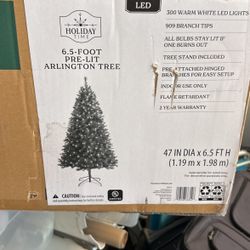 LED
HOLIDAY
TIME
6.5-FOOT
PRE-LIT
ARLINGTON TREE
300 WARM WHITE LED LIGHTS
909 BRANCH TIPS
ALL BULBS STAY LIT IF
ONE BURNS OUT
TREE STAND INCLUDED
PRE-ATTACHED HINGED
BRANCHES FOR EASY SETUP
INDOOR USE ONLY
FLAME RETARDANT
2 YEAR WARRANTY
47 IN DIA x 6.5 FT H
(1.19 m x 1.98 m)
CAUTION